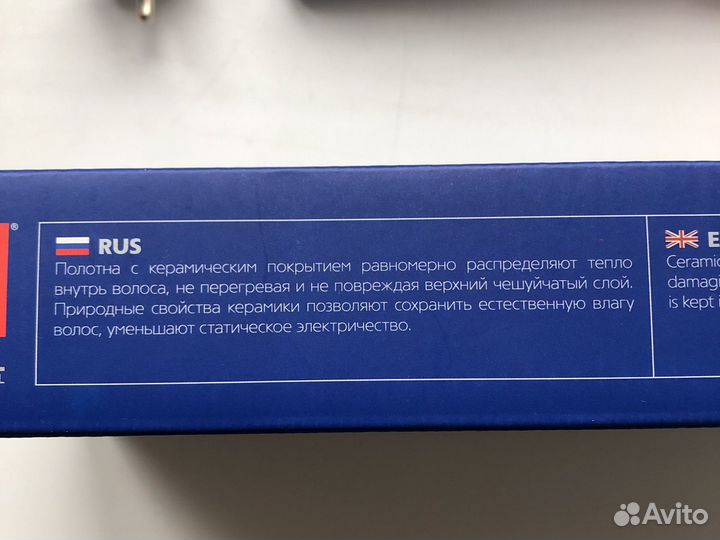 ®
RUS
Полотна с керамическим покрытием равномерно распределяют тепло
внутрь волоса, не перегревая и не повреждая верхний чешуйчатый слой.
Природные свойства керамики позволяют сохранить естественную влагу
волос, уменьшают статическое электричество.
E
Ceramic
damagi
is kept
Avito